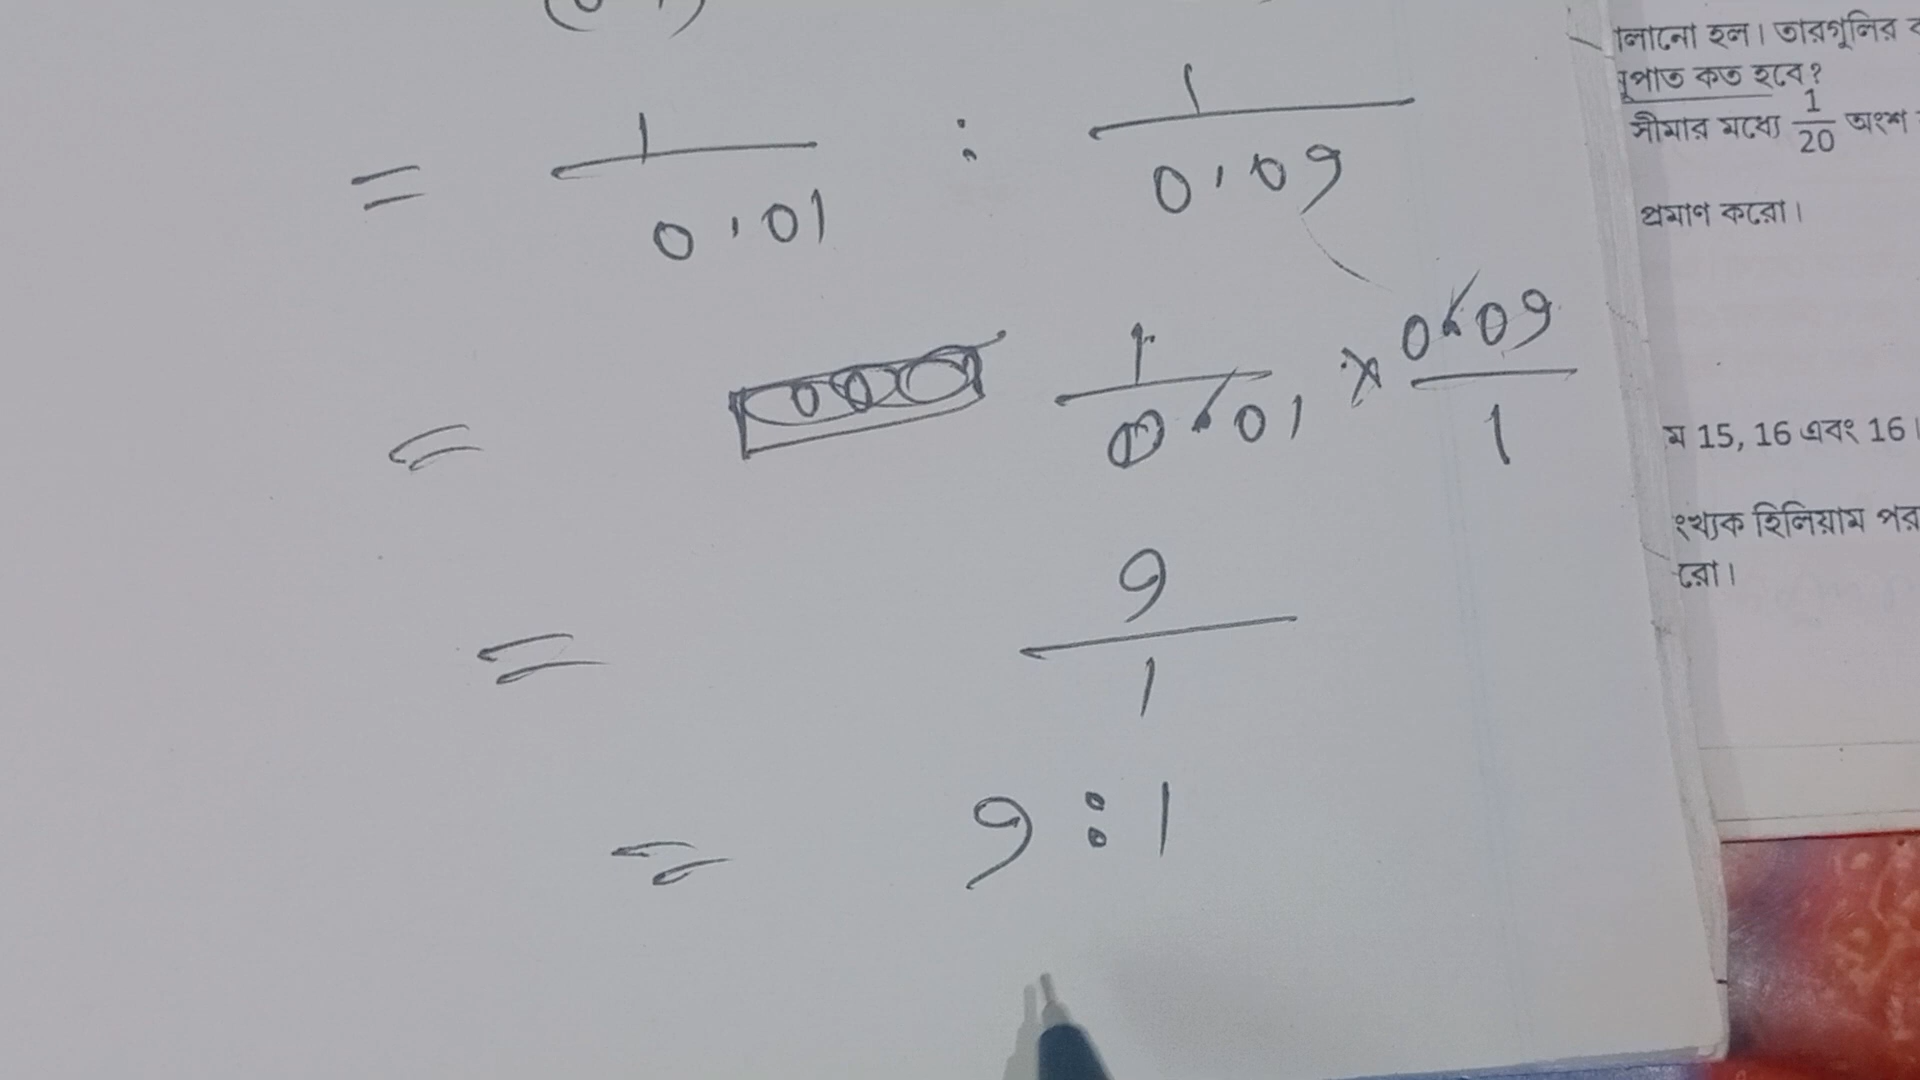 = 1/0.01 : 1/0.09
= 1/0.01 × 0.09/1
= 9/1
= 9 : 1
লানো হল। তারগুলির
ুপাত কত হবে?
সীমার মধ্যে 1/20 অংশ
প্রমাণ করো।
ম 15, 16 এবং 16।
ংখ্যক হিলিয়াম পর
রো।